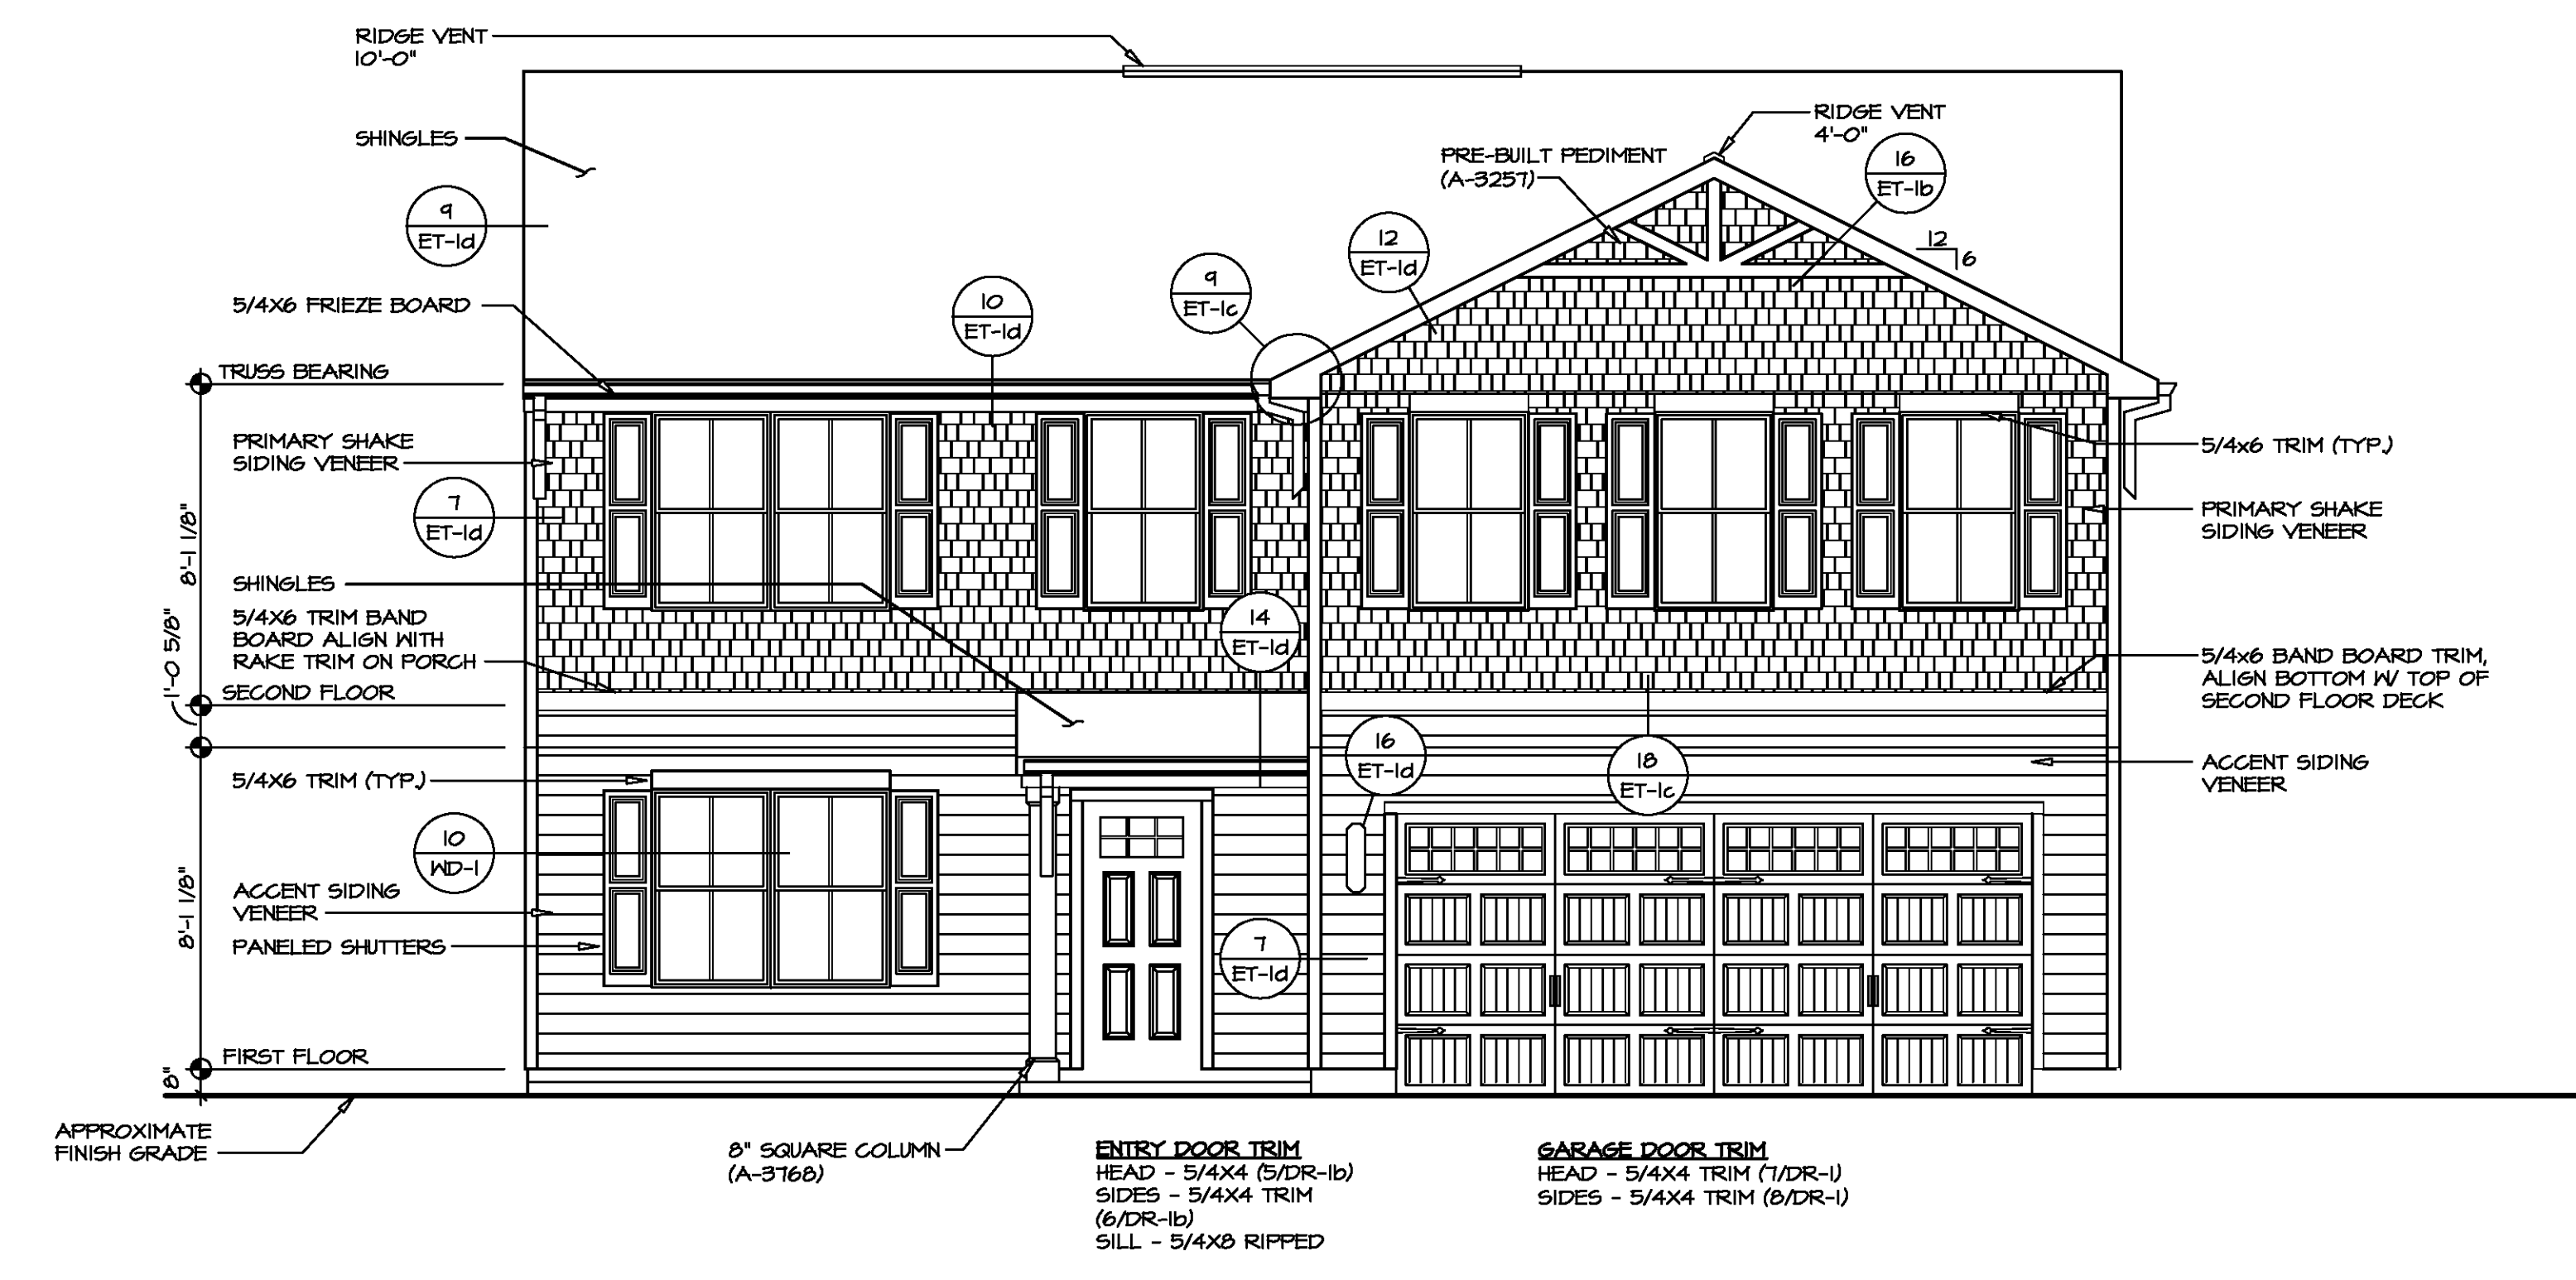 RIDGE VENT
10'-0"
SHINGLES
9
ET-1d
5/4X6 FRIEZE BOARD
TRUSS BEARING
PRIMARY SHAKE
SIDING VENEER
7
ET-1d
8'-1 1/8"
SHINGLES
5/4X6 TRIM BAND
BOARD ALIGN WITH
RAKE TRIM ON PORCH
1'-0 5/8"
SECOND FLOOR
5/4X6 TRIM (TYP.)
10
WD-1
8'-1 1/8"
ACCENT SIDING
VENEER
PANELED SHUTTERS
FIRST FLOOR
8"
APPROXIMATE
FINISH GRADE
10
ET-1d
9
ET-1c
12
ET-1d
PRE-BUILT PEDIMENT
(A-3257)
RIDGE VENT
4'-0"
16
ET-1b
12
6
14
ET-1d
16
ET-1d
18
ET-1c
7
ET-1d
5/4x6 TRIM (TYP.)
PRIMARY SHAKE
SIDING VENEER
5/4x6 BAND BOARD TRIM,
ALIGN BOTTOM W/ TOP OF
SECOND FLOOR DECK
ACCENT SIDING
VENEER
8" SQUARE COLUMN
(A-3768)
ENTRY DOOR TRIM
HEAD - 5/4X4 (5/DR-1b)
SIDES - 5/4X4 TRIM
(6/DR-1b)
SILL - 5/4X8 RIPPED
GARAGE DOOR TRIM
HEAD - 5/4X4 TRIM (7/DR-1)
SIDES - 5/4X4 TRIM (8/DR-1)